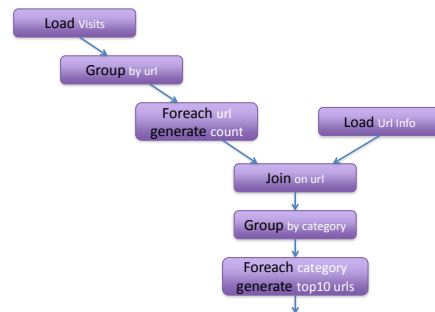 Load Visits
Group by url
Foreach url
generate count
Load Url Info
Join on url
Group by category
Foreach category
generate top10 urls